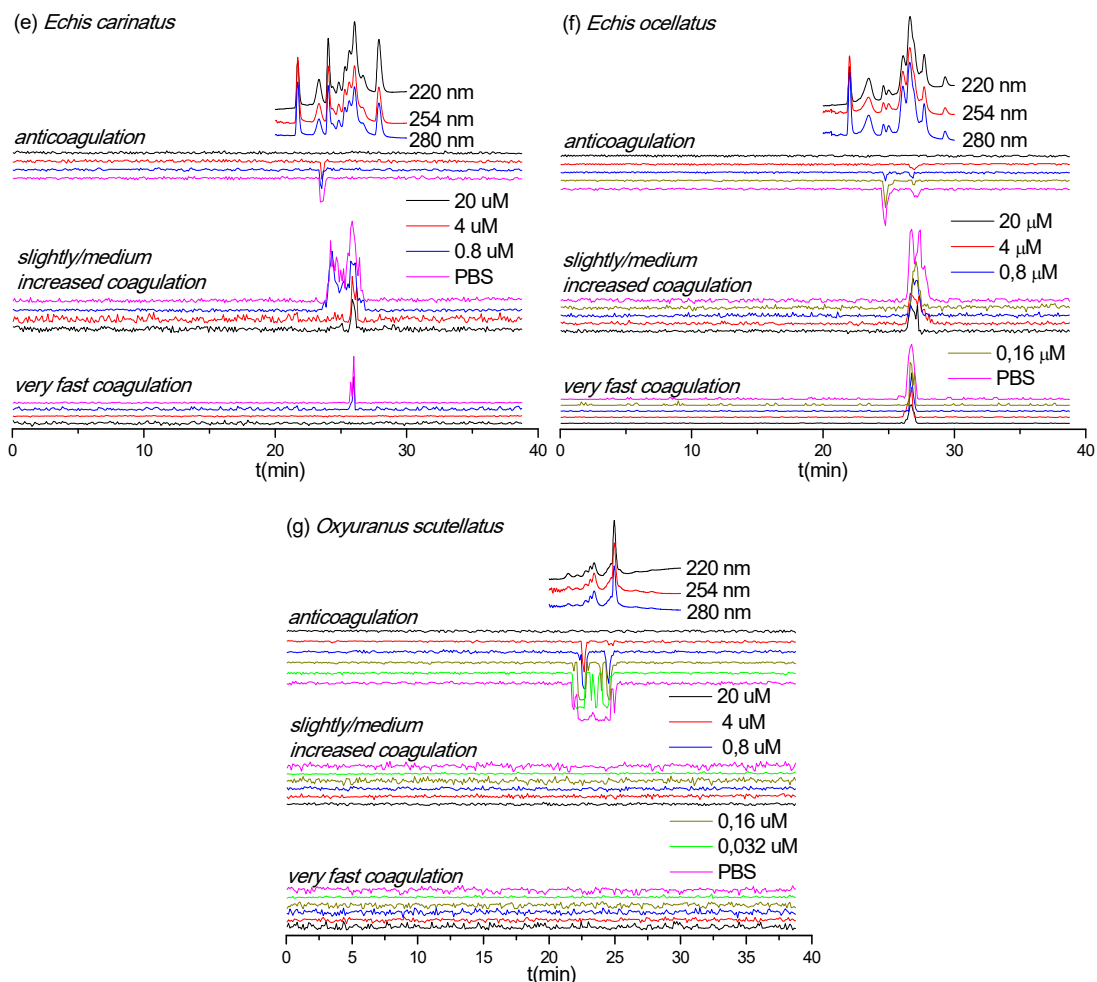 (e) Echis carinatus
220 nm
254 nm
280 nm
anticoagulation
20 uM
4 uM
0.8 uM
PBS
slightly/medium
increased coagulation
very fast coagulation
0 10 20 30 40
t(min)
(f) Echis ocellatus
220 nm
254 nm
280 nm
anticoagulation
20 μM
4 μM
0,8 μM
slightly/medium
increased coagulation
0,16 μM
PBS
very fast coagulation
0 10 20 30 40
t(min)
(g) Oxyuranus scutellatus
220 nm
254 nm
280 nm
anticoagulation
20 uM
4 uM
0,8 uM
slightly/medium
increased coagulation
0,16 uM
0,032 uM
PBS
very fast coagulation
0 5 10 15 20 25 30 35 40
t(min)